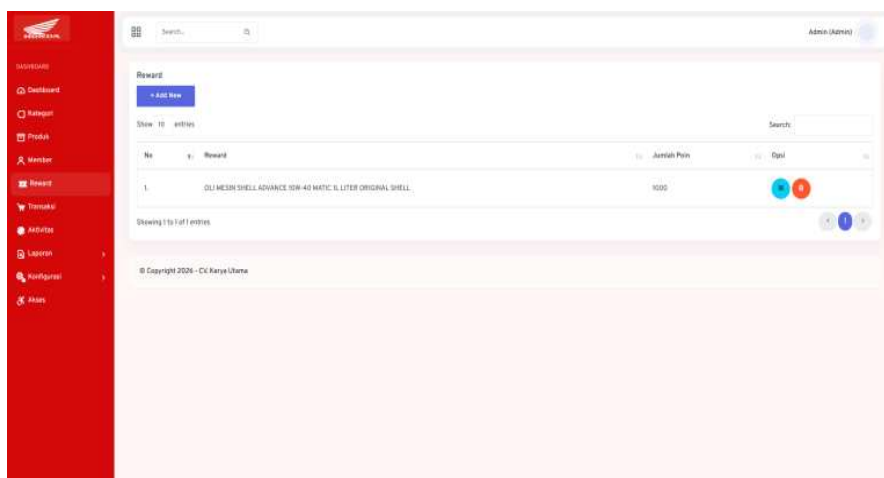 HONDA
Search...
Admin (Admin)
DASHBOARD
Dashboard
Kategori
Produk
Member
Reward
Transaksi
Aktivitas
Laporan
Konfigurasi
Akses
Reward
+ Add New
Show 10 entries
Search:
No Reward Jumlah Poin Opsi
1. OLI MESIN SHELL ADVANCE 10W-40 MATIC 1L LITER ORIGINAL SHELL 1000
Showing 1 to 1 of 1 entries
1
© Copyright 2026 - CV. Karya Utama